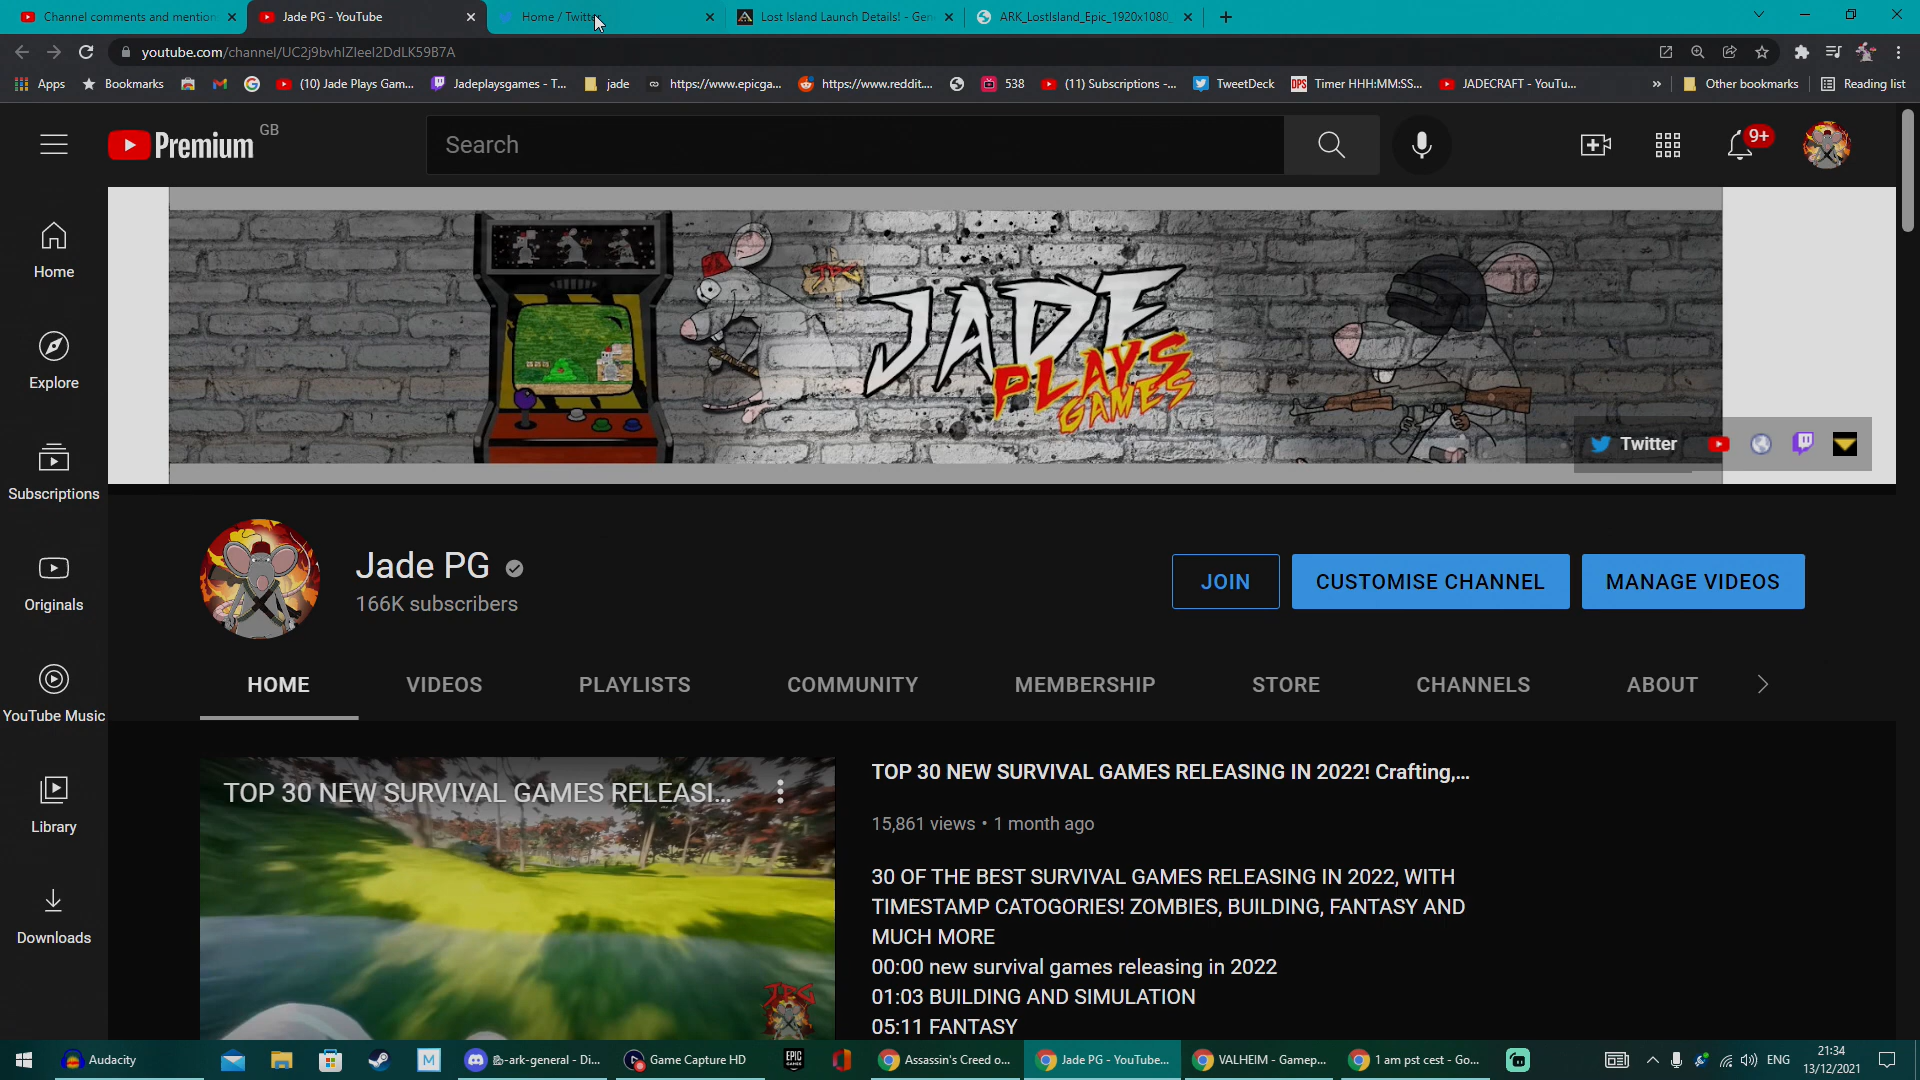 Channel comments and mention
Jade PG - YouTube
Home / Twitte
Lost Island Launch Details! - Gen
ARK_LostIsland_Epic_1920x1080_
youtube.com/channel/UC2j9bvhIZIeeI2DdLK59B7A
Apps
Bookmarks
(10) Jade Plays Gam...
Jadeplaysgames - T...
jade
https://www.epicga...
https://www.reddit....
538
(11) Subscriptions -...
TweetDeck
DPS
Timer HHH:MM:SS...
JADECRAFT - YouTu...
»
Other bookmarks
Reading list
Premium
GB
Search
9+
Home
Explore
Subscriptions
Originals
YouTube Music
Library
Downloads
JADE
PLAYS
GAMES
Twitter
Jade PG
166K subscribers
JOIN
CUSTOMISE CHANNEL
MANAGE VIDEOS
HOME
VIDEOS
PLAYLISTS
COMMUNITY
MEMBERSHIP
STORE
CHANNELS
ABOUT
TOP 30 NEW SURVIVAL GAMES RELEASI...
JPG
TOP 30 NEW SURVIVAL GAMES RELEASING IN 2022! Crafting,...
15,861 views • 1 month ago
30 OF THE BEST SURVIVAL GAMES RELEASING IN 2022, WITH
TIMESTAMP CATOGORIES! ZOMBIES, BUILDING, FANTASY AND
MUCH MORE
00:00 new survival games releasing in 2022
01:03 BUILDING AND SIMULATION
05:11 FANTASY
Audacity
M
-ark-general - Di...
Game Capture HD
EPIC
GAMES
Assassin's Creed o...
Jade PG - YouTube...
VALHEIM - Gamep...
1 am pst cest - Go...
ENG
21:34
13/12/2021